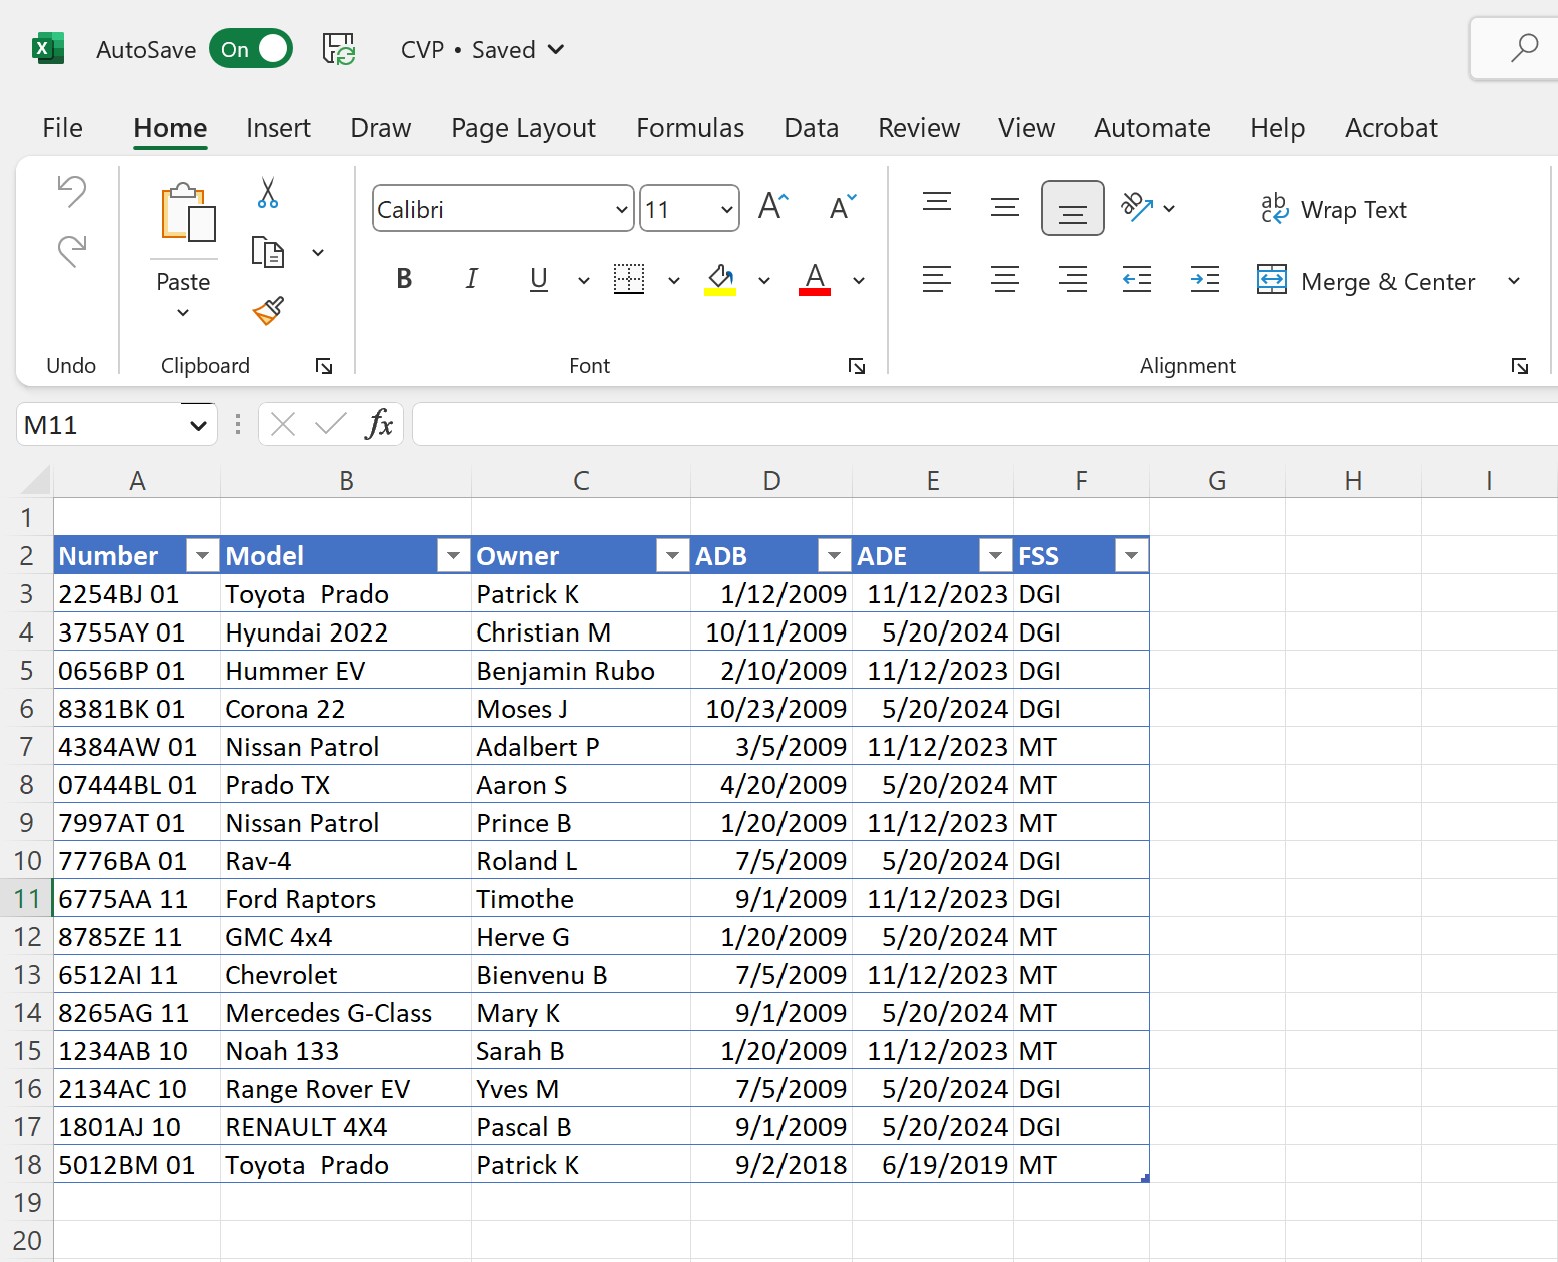 AutoSave On CVP • Saved
File Home Insert Draw Page Layout Formulas Data Review View Automate Help Acrobat
Calibri 11 A A ab Wrap Text
Paste B I U A Merge & Center
Undo Clipboard Font Alignment
M11 fx
A B C D E F G H I
1
2 Number Model Owner ADB ADE FSS
3 2254BJ 01 Toyota  Prado Patrick K 1/12/2009 11/12/2023 DGI
4 3755AY 01 Hyundai 2022 Christian M 10/11/2009 5/20/2024 DGI
5 0656BP 01 Hummer EV Benjamin Rubo 2/10/2009 11/12/2023 DGI
6 8381BK 01 Corona 22 Moses J 10/23/2009 5/20/2024 DGI
7 4384AW 01 Nissan Patrol Adalbert P 3/5/2009 11/12/2023 MT
8 07444BL 01 Prado TX Aaron S 4/20/2009 5/20/2024 MT
9 7997AT 01 Nissan Patrol Prince B 1/20/2009 11/12/2023 MT
10 7776BA 01 Rav-4 Roland L 7/5/2009 5/20/2024 DGI
11 6775AA 11 Ford Raptors Timothe 9/1/2009 11/12/2023 DGI
12 8785ZE 11 GMC 4x4 Herve G 1/20/2009 5/20/2024 MT
13 6512AI 11 Chevrolet Bienvenu B 7/5/2009 11/12/2023 MT
14 8265AG 11 Mercedes G-Class Mary K 9/1/2009 5/20/2024 MT
15 1234AB 10 Noah 133 Sarah B 1/20/2009 11/12/2023 MT
16 2134AC 10 Range Rover EV Yves M 7/5/2009 5/20/2024 DGI
17 1801AJ 10 RENAULT 4X4 Pascal B 9/1/2009 5/20/2024 DGI
18 5012BM 01 Toyota  Prado Patrick K 9/2/2018 6/19/2019 MT
19
20